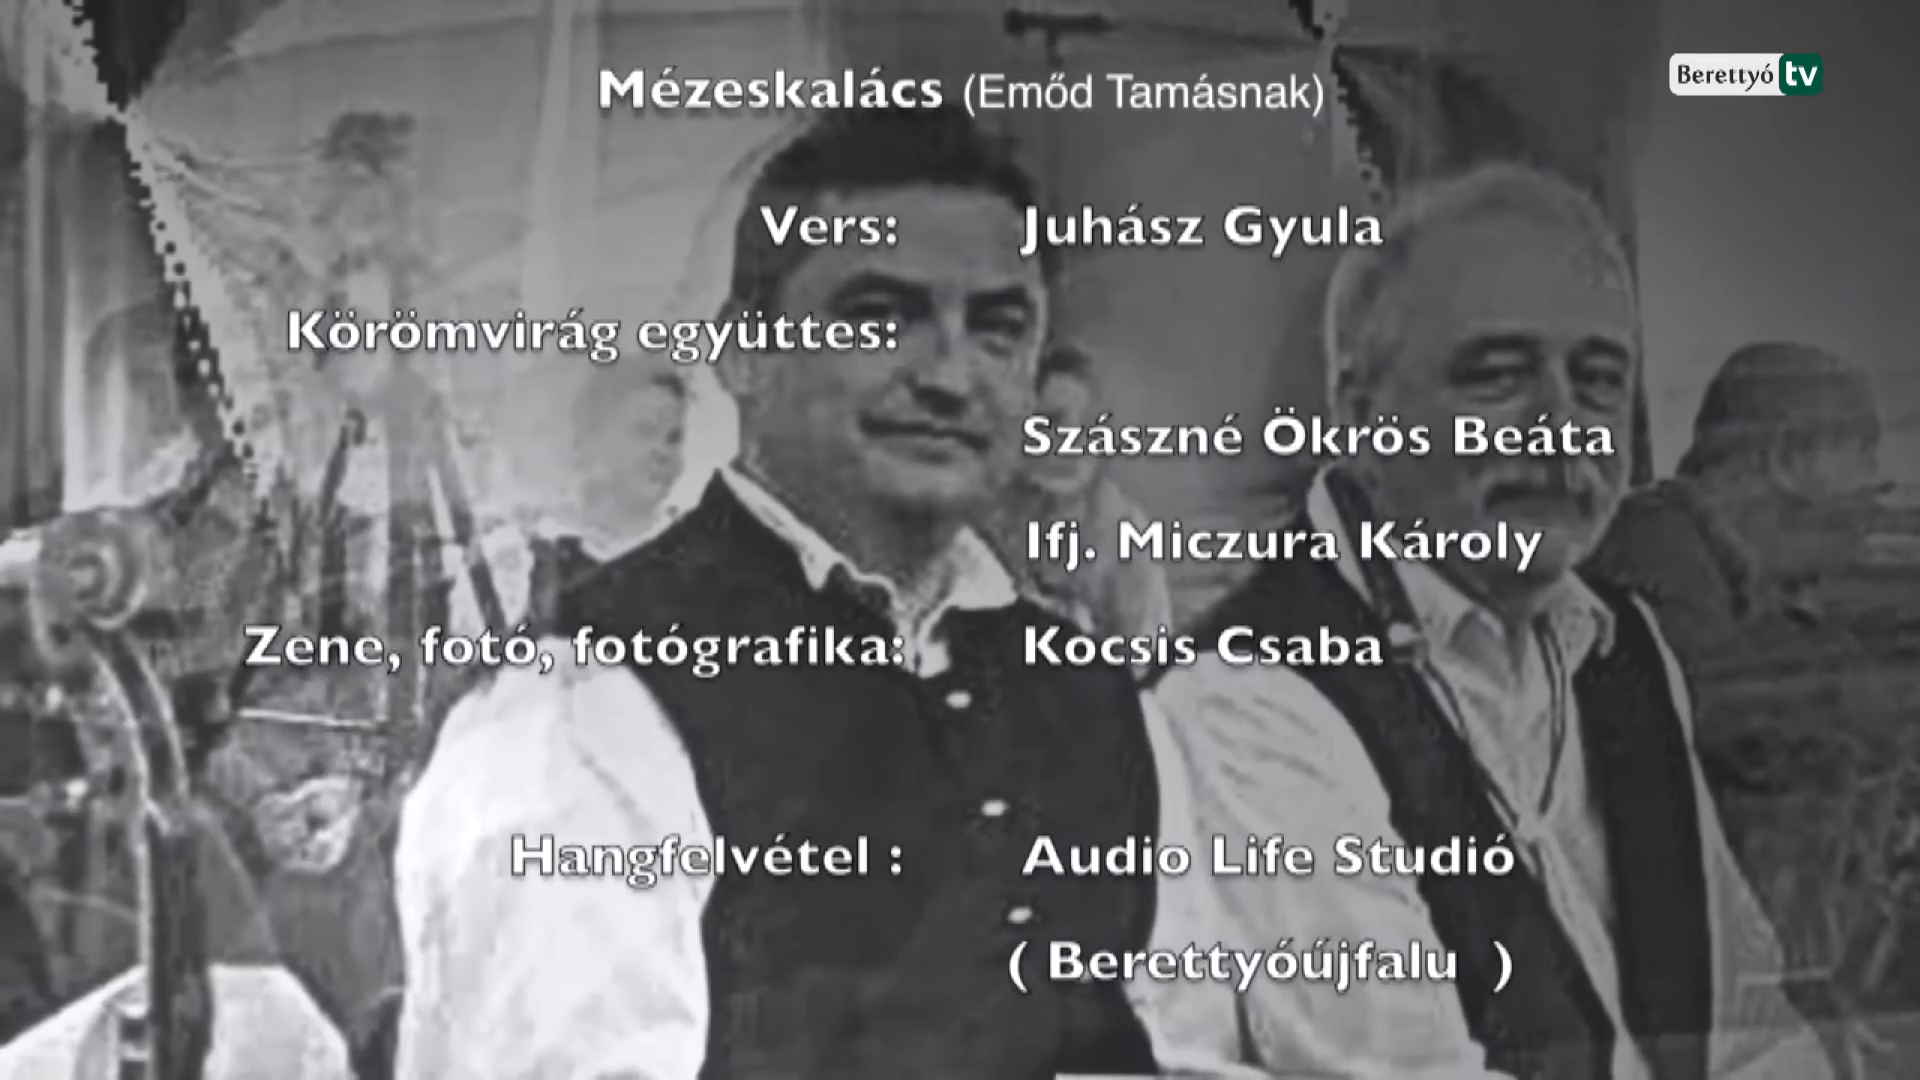 Mézeskalács (Emőd Tamásnak)
Berettyó tv
Vers: Juhász Gyula
Körömvirág együttes:
Szászné Ökrös Beáta
Ifj. Miczura Károly
Zene, fotó, fotógrafika: Kocsis Csaba
Hangfelvétel : Audio Life Studió
( Berettyóújfalu )